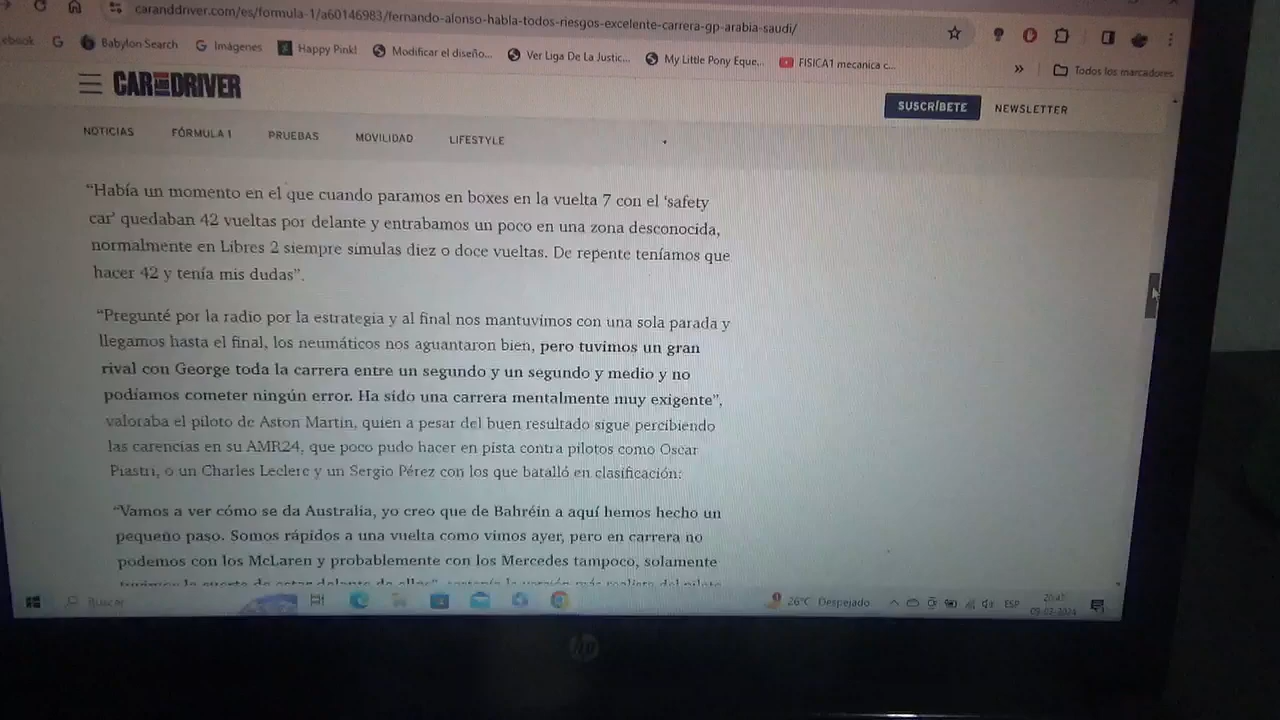 caranddriver.com/es/formula-1/a60146983/fernando-alonso-habla-todos-riesgos-excelente-carrera-gp-arabia-saudi/
ebook G Babylon Search G Imágenes Happy Pink! Modificar el diseño... Ver Liga De La Justic... My Little Pony Eque... FISICA1 mecanica c... » Todos los marcadores
CAR AND DRIVER
SUSCRÍBETE NEWSLETTER
NOTICIAS FÓRMULA 1 PRUEBAS MOVILIDAD LIFESTYLE
“Había un momento en el que cuando paramos en boxes en la vuelta 7 con el ‘safety
car’ quedaban 42 vueltas por delante y entrabamos un poco en una zona desconocida,
normalmente en Libres 2 siempre simulas diez o doce vueltas. De repente teníamos que
hacer 42 y tenía mis dudas”.
“Pregunté por la radio por la estrategia y al final nos mantuvimos con una sola parada y
llegamos hasta el final, los neumáticos nos aguantaron bien, pero tuvimos un gran
rival con George toda la carrera entre un segundo y un segundo y medio y no
podíamos cometer ningún error. Ha sido una carrera mentalmente muy exigente”,
valoraba el piloto de Aston Martin, quien a pesar del buen resultado sigue percibiendo
las carencias en su AMR24, que poco pudo hacer en pista contra pilotos como Oscar
Piastri, o un Charles Leclerc y un Sergio Pérez con los que batalló en clasificación:
“Vamos a ver cómo se da Australia, yo creo que de Bahréin a aquí hemos hecho un
pequeño paso. Somos rápidos a una vuelta como vimos ayer, pero en carrera no
podemos con los McLaren y probablemente con los Mercedes tampoco, solamente
Buscar 26°C Despejado ESP
hp